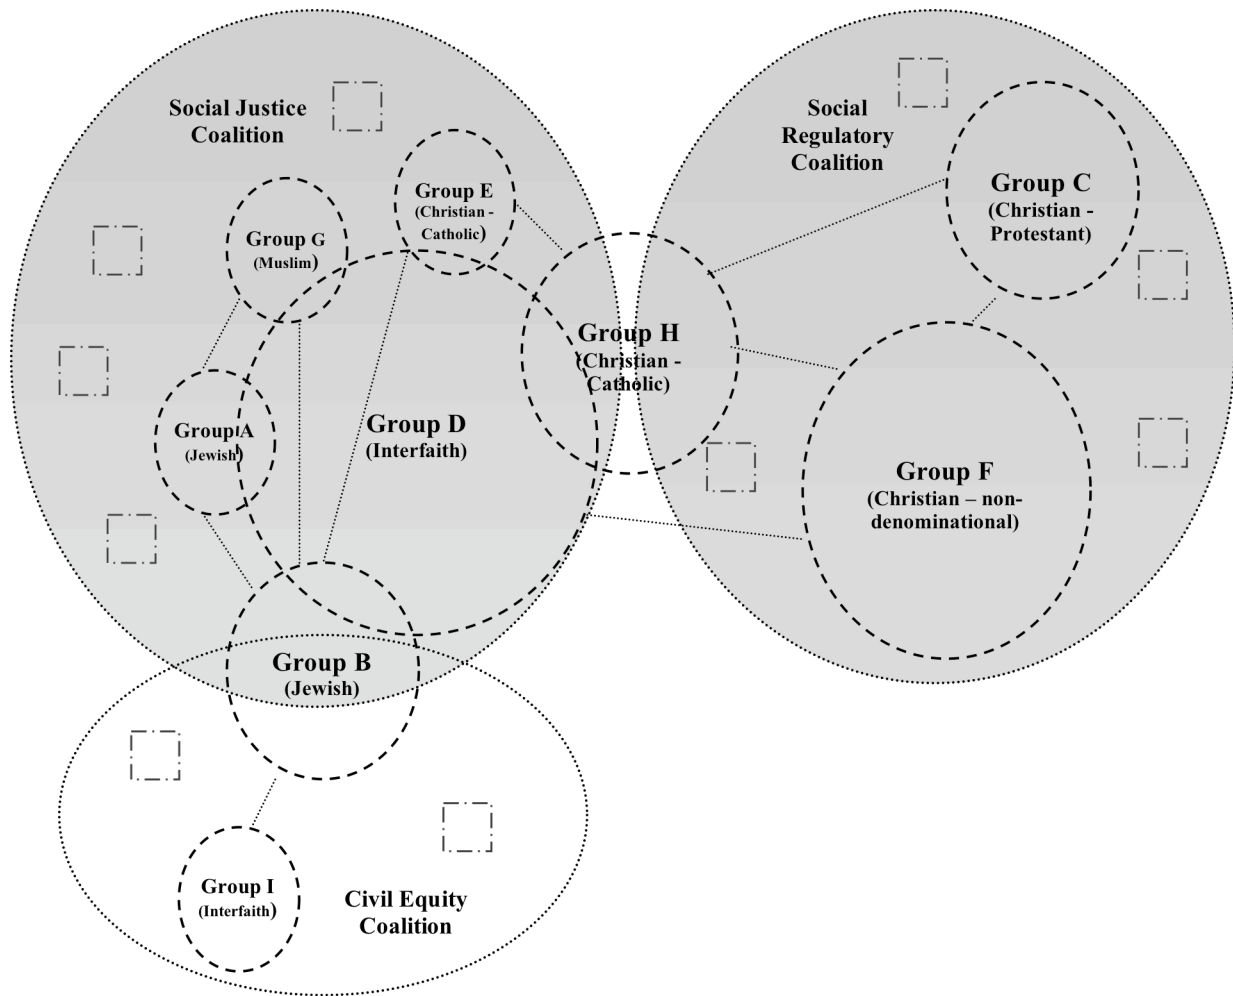 Social Justice
Coalition
Group E
(Christian -
Catholic)
Group G
(Muslim)
Group A
(Jewish)
Group D
(Interfaith)
Group H
(Christian -
Catholic)
Social
Regulatory
Coalition
Group C
(Christian -
Protestant)
Group F
(Christian – non-
denominational)
Group B
(Jewish)
Group I
(Interfaith)
Civil Equity
Coalition